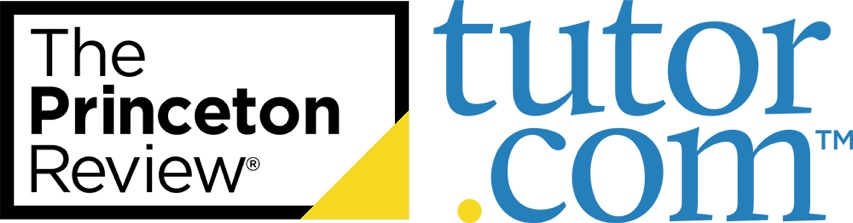 The
Princeton
Review®
tutor
.com™